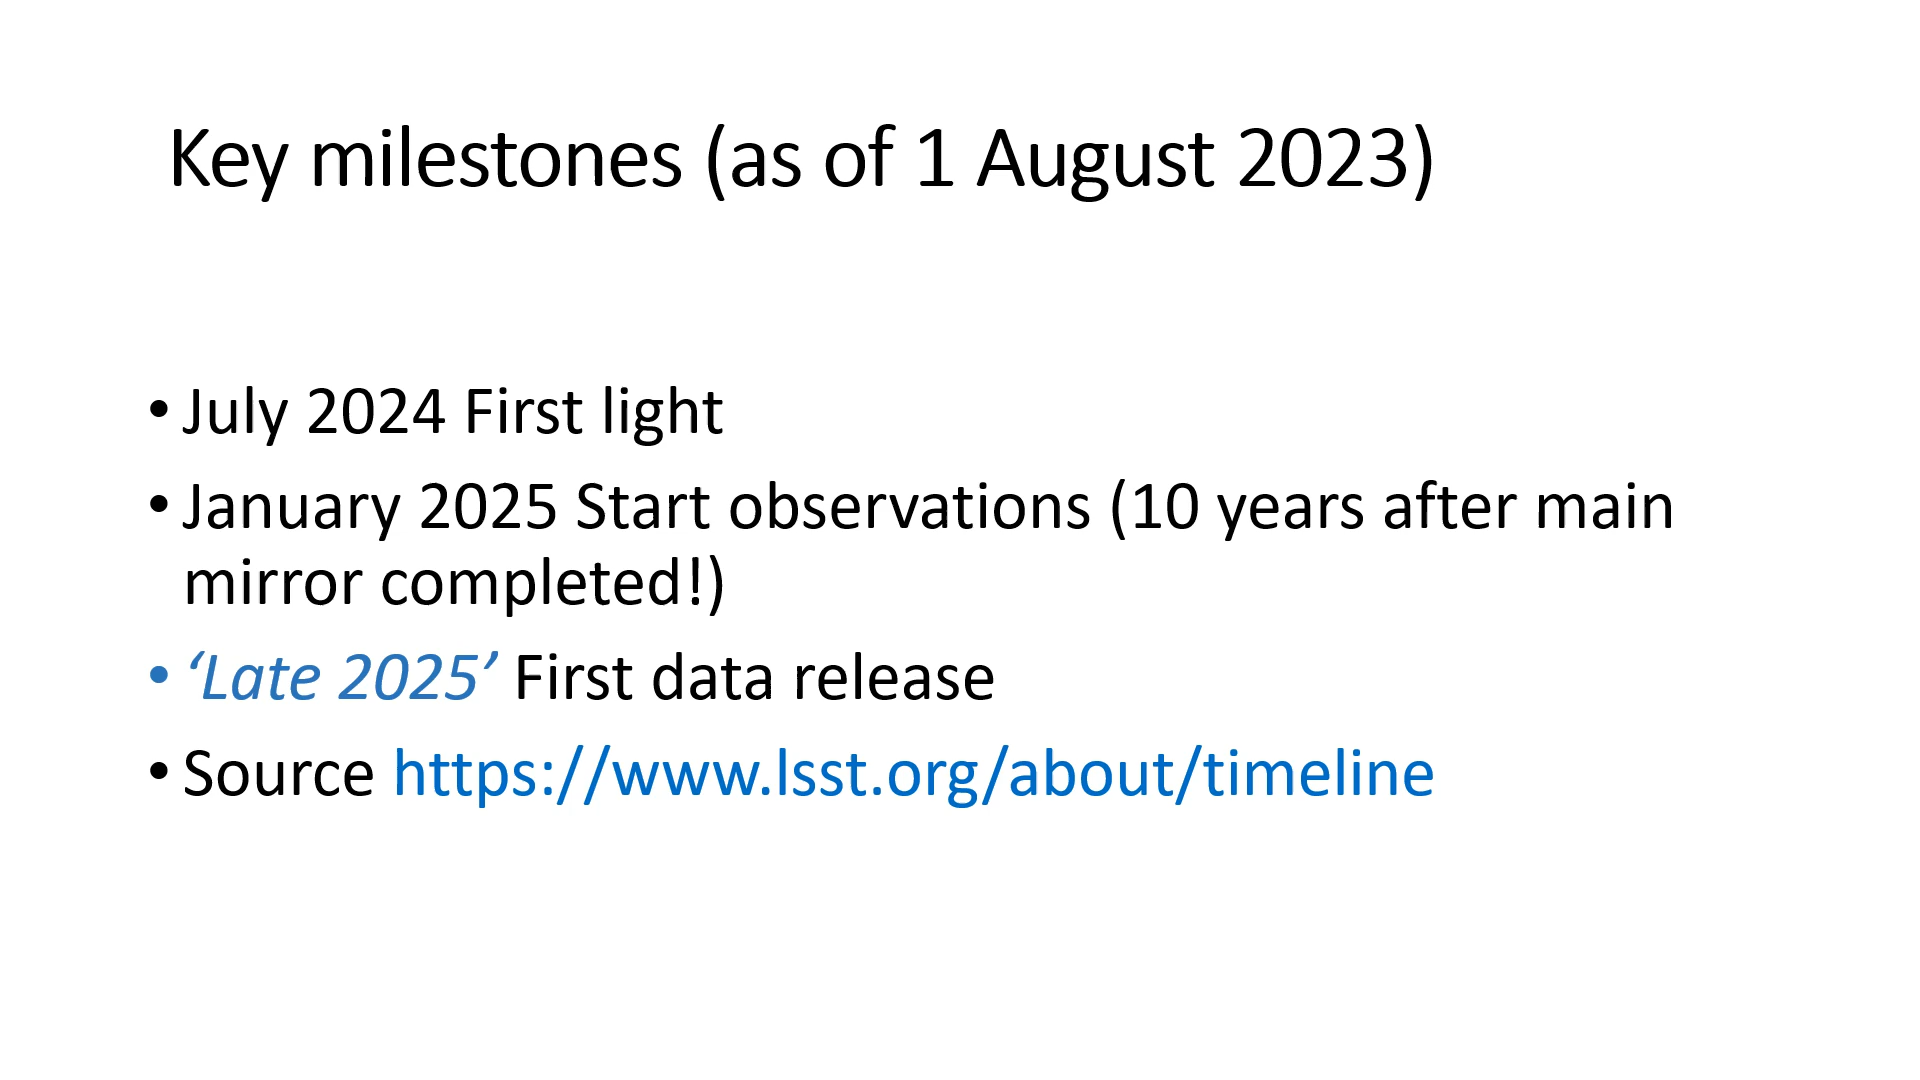 Key milestones (as of 1 August 2023)
• July 2024 First light
• January 2025 Start observations (10 years after main
mirror completed!)
• ‘Late 2025’ First data release
• Source https://www.lsst.org/about/timeline